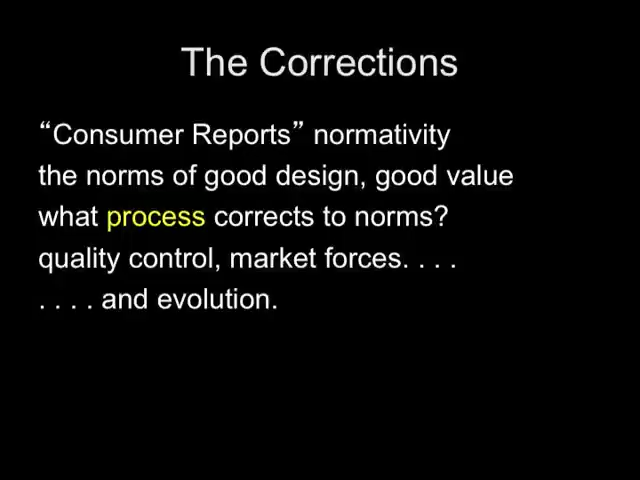 The Corrections
“Consumer Reports” normativity
the norms of good design, good value
what process corrects to norms?
quality control, market forces. . . .
. . . . and evolution.